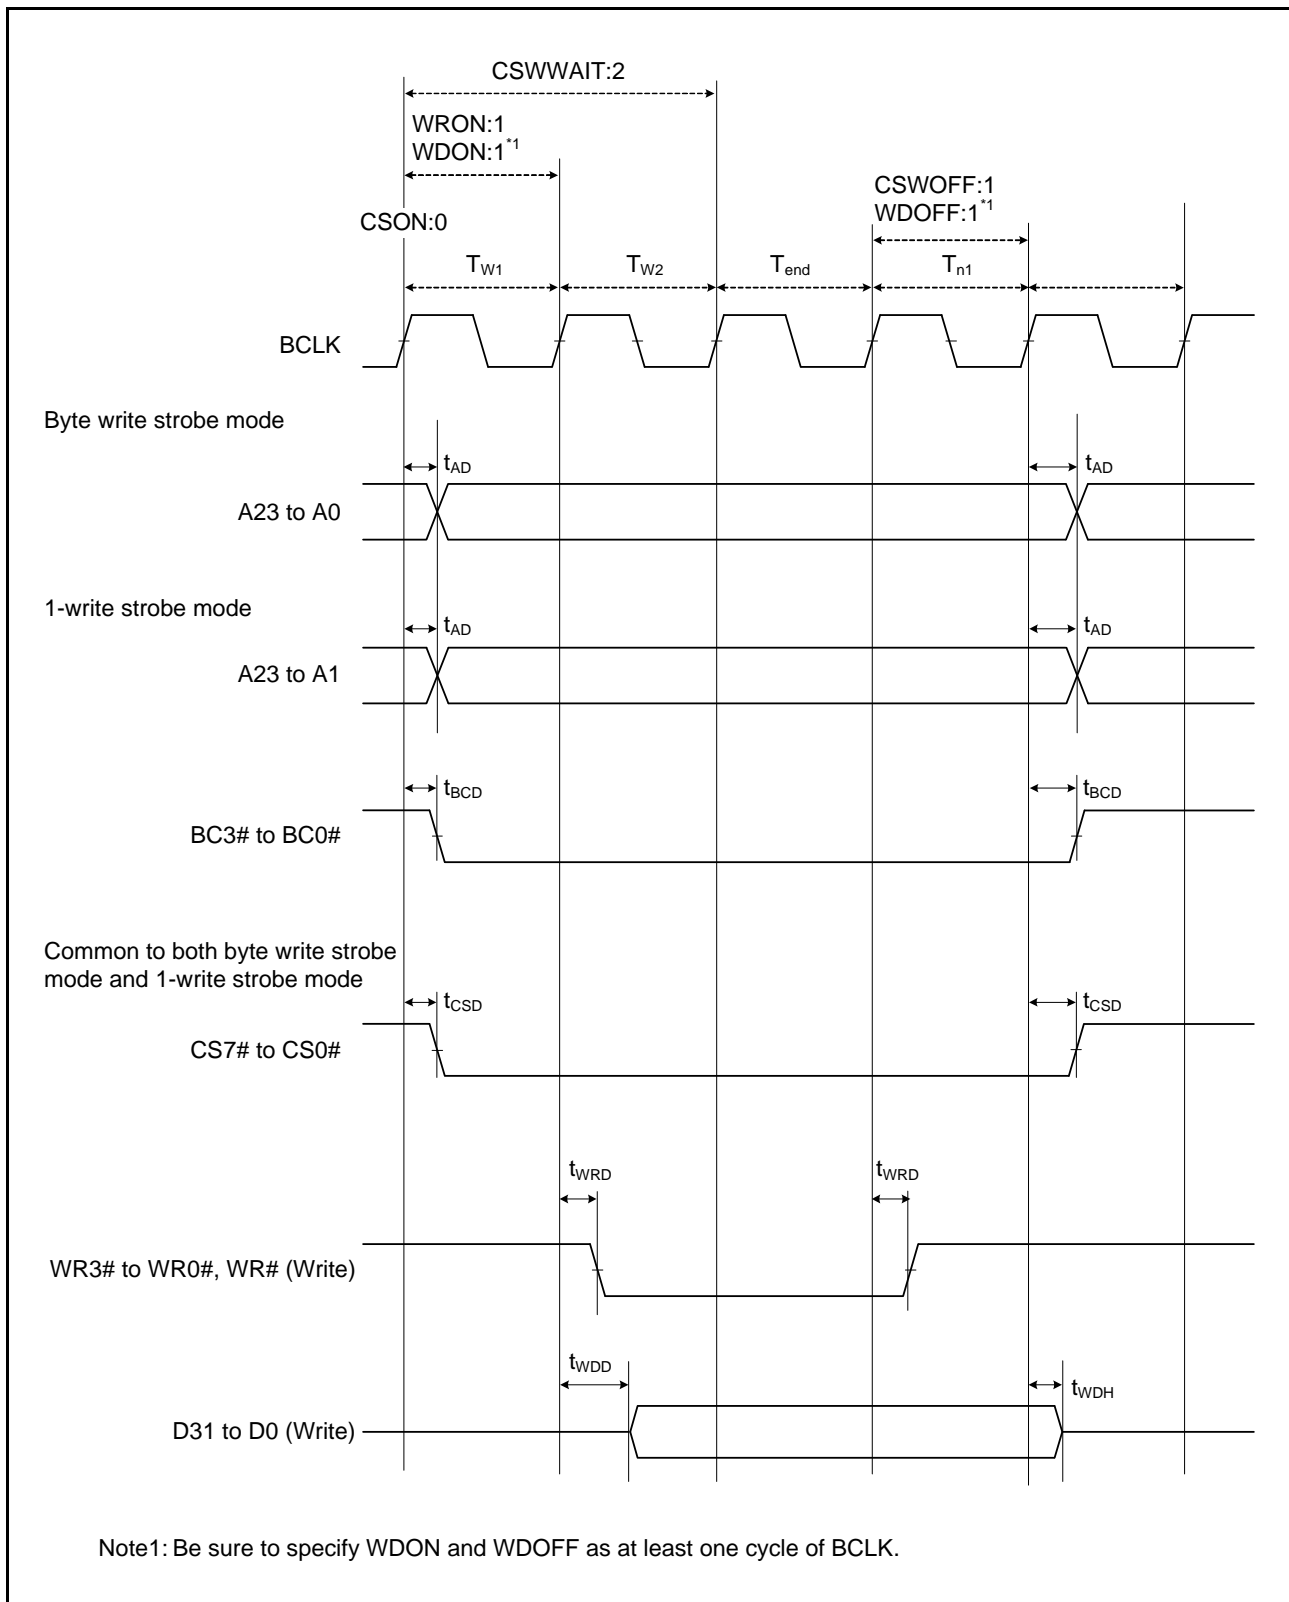 CSWWAIT:2
WRON:1
WDON:1*1
CSWOFF:1
WDOFF:1*1
CSON:0
TW1
TW2
Tend
Tn1
BCLK
Byte write strobe mode
tAD
tAD
A23 to A0
1-write strobe mode
tAD
tAD
A23 to A1
tBCD
tBCD
BC3# to BC0#
Common to both byte write strobe
mode and 1-write strobe mode
tCSD
tCSD
CS7# to CS0#
tWRD
tWRD
WR3# to WR0#, WR# (Write)
tWDD
tWDH
D31 to D0 (Write)
Note1: Be sure to specify WDON and WDOFF as at least one cycle of BCLK.